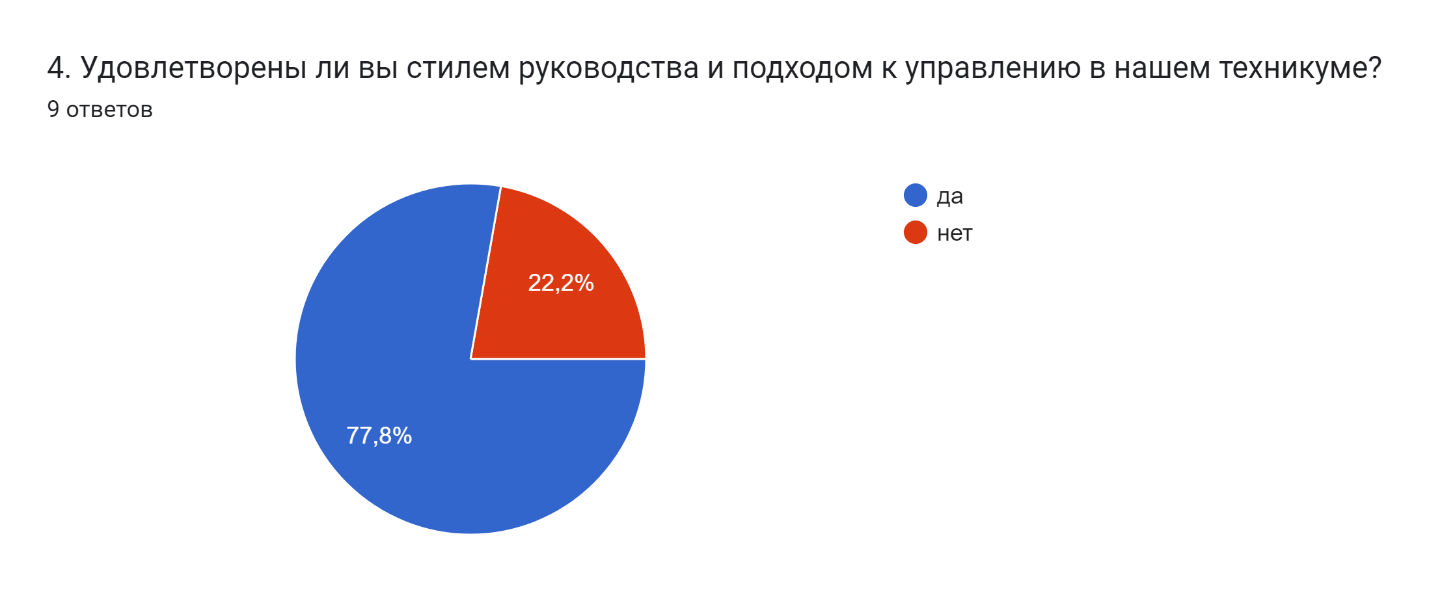 4. Удовлетворены ли вы стилем руководства и подходом к управлению в нашем техникуме?
9 ответов
да
нет
22,2%
77,8%